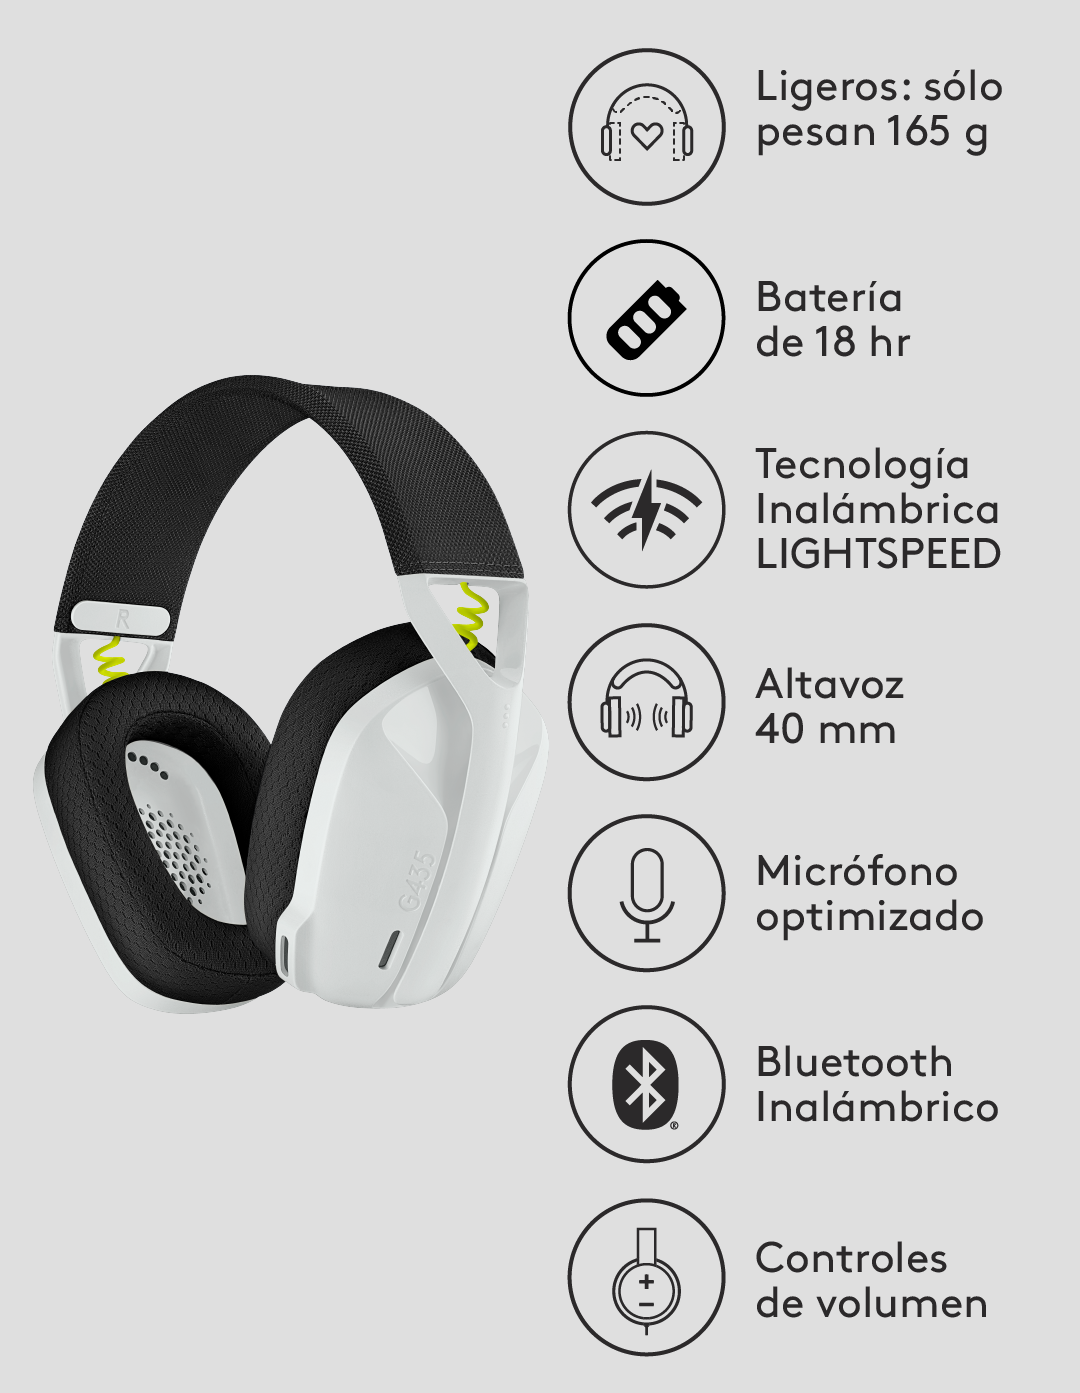 Ligeros: sólo
pesan 165 g
Batería
de 18 hr
Tecnología
Inalámbrica
LIGHTSPEED
Altavoz
40 mm
Micrófono
optimizado
Bluetooth
Inalámbrico
Controles
de volumen
R
G435